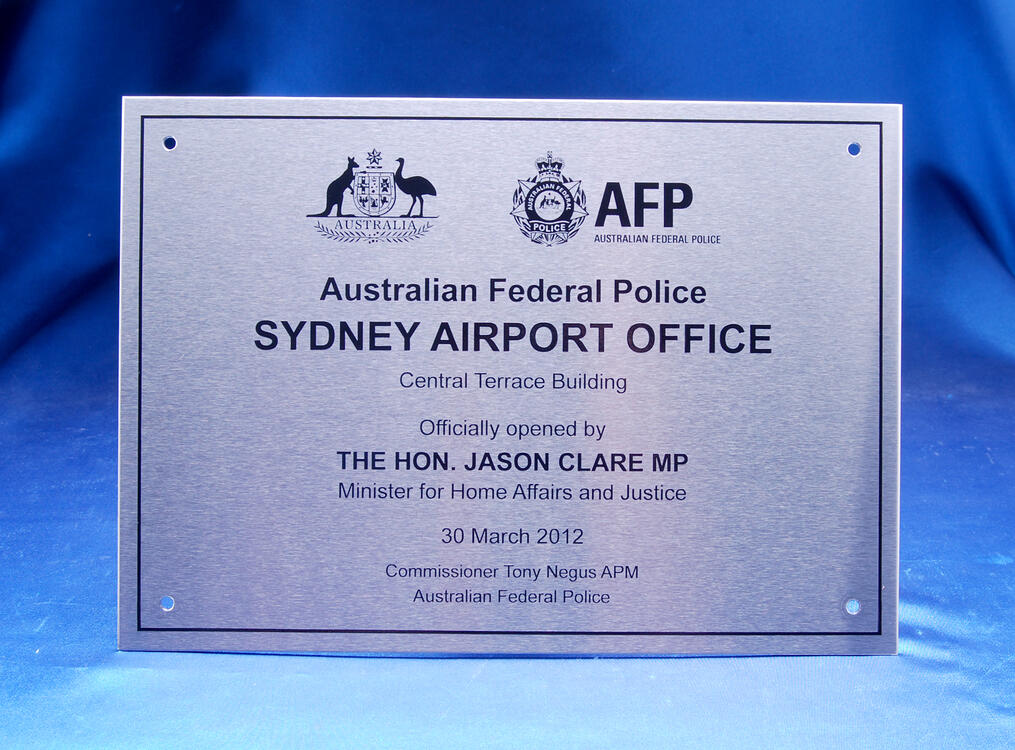 AUSTRALIA
AUSTRALIAN FEDERAL
POLICE
AFP
AUSTRALIAN FEDERAL POLICE
Australian Federal Police
SYDNEY AIRPORT OFFICE
Central Terrace Building
Officially opened by
THE HON. JASON CLARE MP
Minister for Home Affairs and Justice
30 March 2012
Commissioner Tony Negus APM
Australian Federal Police